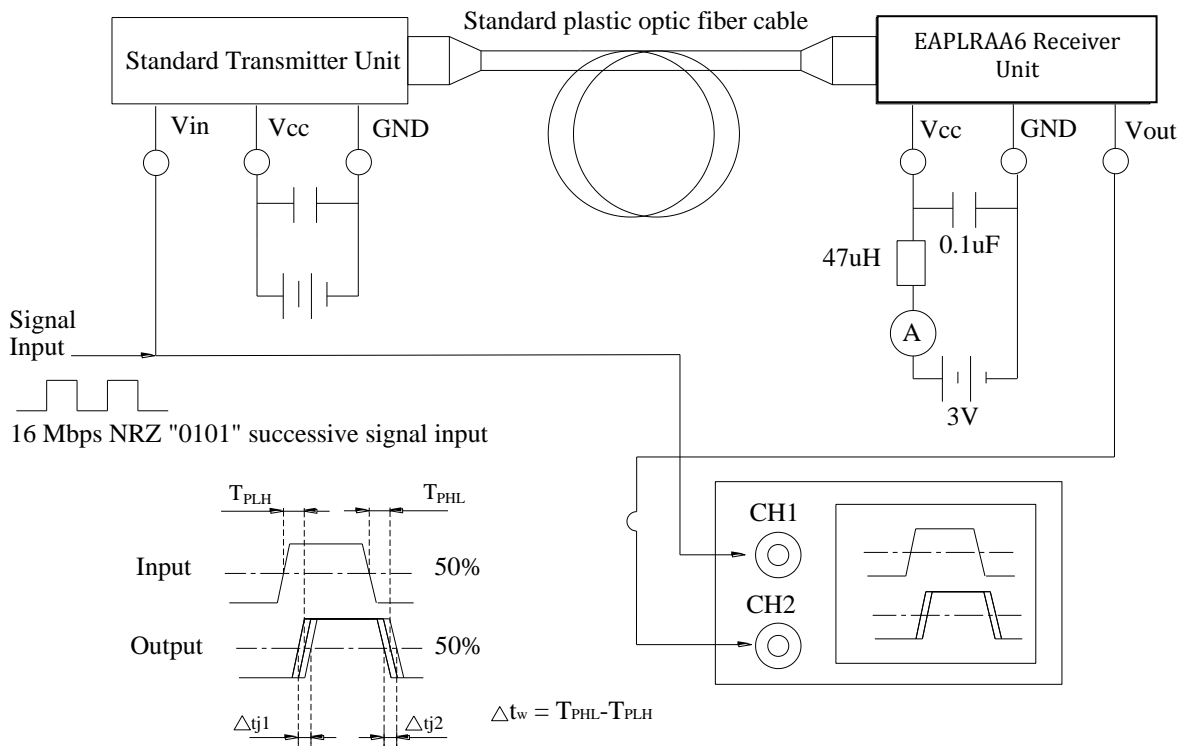 Standard plastic optic fiber cable
Standard Transmitter Unit
EAPLRAA6 Receiver
Unit
Vin
Vcc
GND
Vcc
GND
Vout
0.1uF
47uH
A
3V
Signal
Input
16 Mbps NRZ "0101" successive signal input
TPLH
TPHL
Input
50%
Output
50%
△tj1
△tj2
△tw = TPHL-TPLH
CH1
CH2